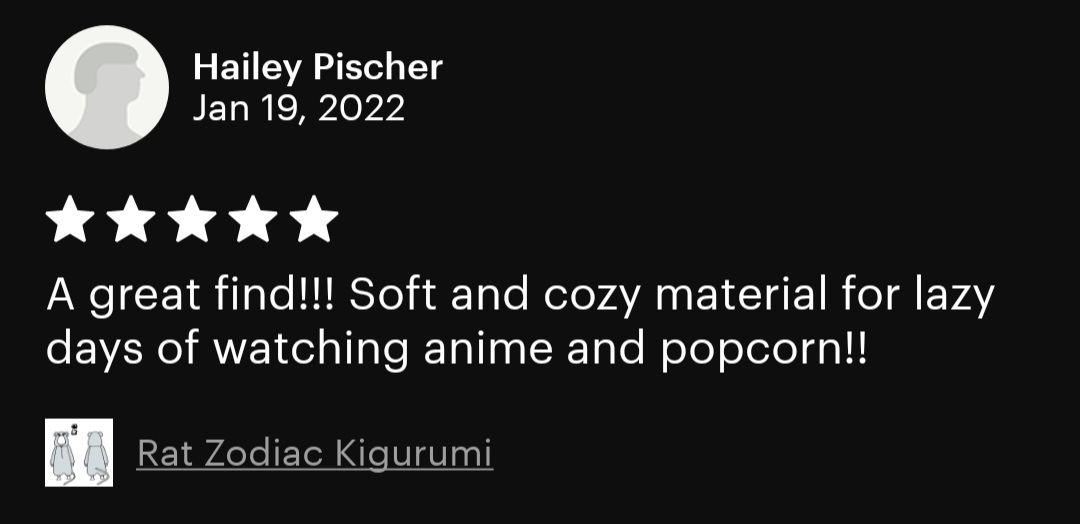 Hailey Pischer
Jan 19, 2022
A great find!!! Soft and cozy material for lazy
days of watching anime and popcorn!!
Rat Zodiac Kigurumi